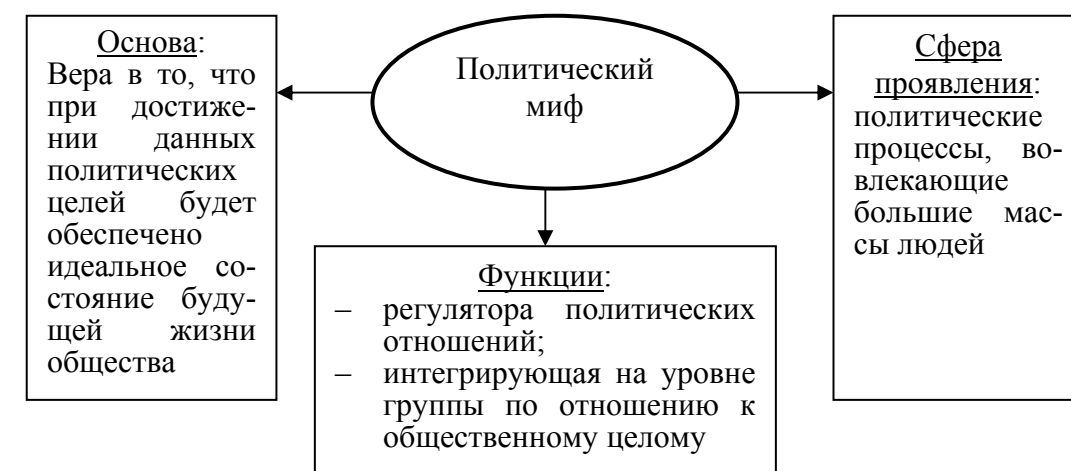 Основа:
Вера в то, что
при достиже-
нии данных
политических
целей будет
обеспечено
идеальное со-
стояние буду-
щей жизни
общества
Политический
миф
Сфера
проявления:
политические
процессы, во-
влекающие
большие мас-
сы людей
Функции:
– регулятора политических
отношений;
– интегрирующая на уровне
группы по отношению к
общественному целому